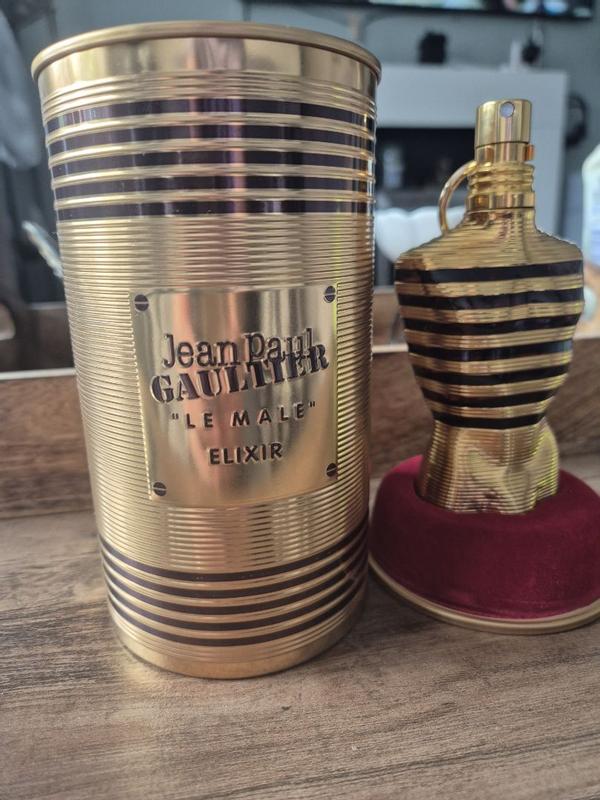 Jean Paul
GAULTIER
"LE MALE"
ELIXIR